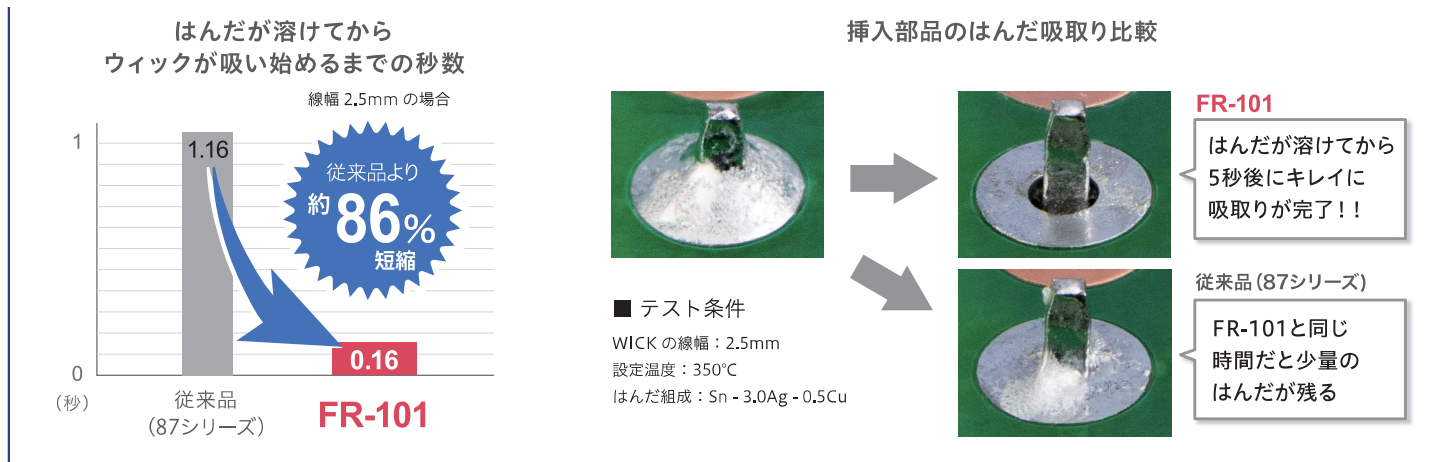 はんだが溶けてから
ウィックが吸い始めるまでの秒数
線幅 2.5mm の場合
1
1.16
従来品より
約86%
短縮
0.16
0
(秒)
従来品
(87シリーズ)
FR-101
挿入部品のはんだ吸取り比較
FR-101
はんだが溶けてから
5秒後にキレイに
吸取りが完了!!
従来品(87シリーズ)
FR-101と同じ
時間だと少量の
はんだが残る
■ テスト条件
WICK の線幅：2.5mm
設定温度：350℃
はんだ組成：Sn - 3.0Ag - 0.5Cu